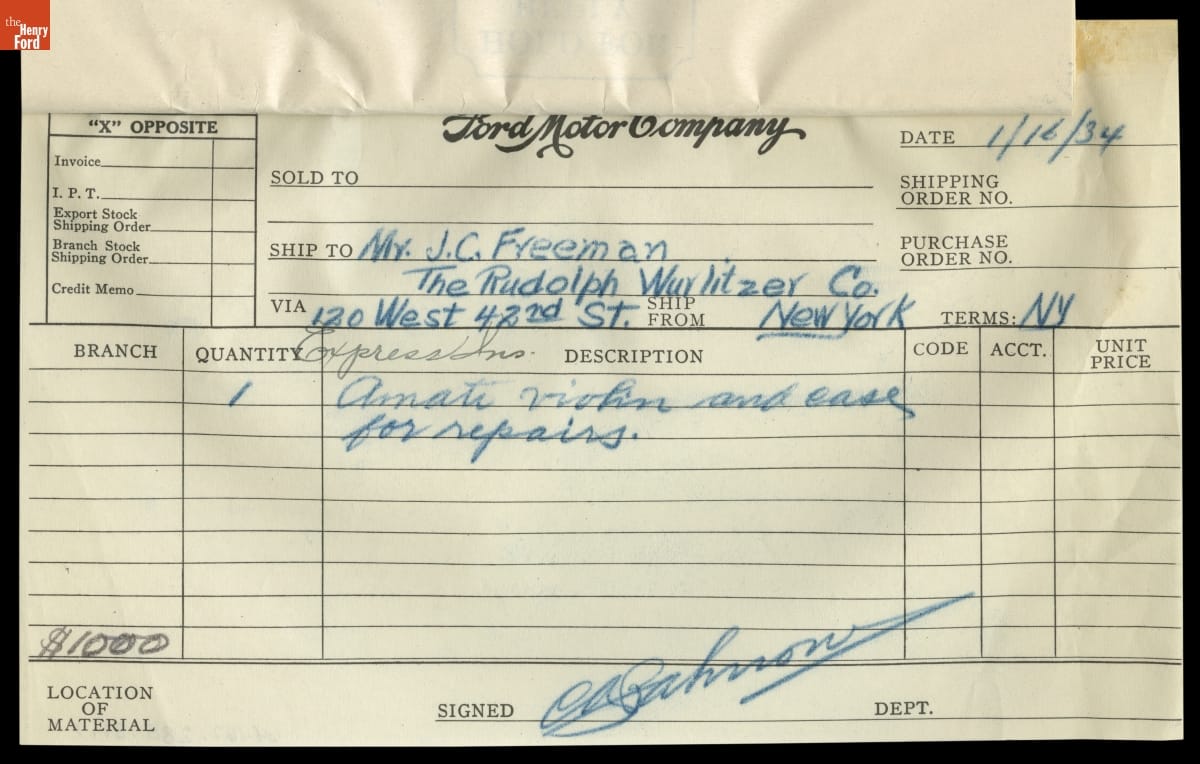 the
Henry
Ford
"X" OPPOSITE
Invoice
I. P. T.
Export Stock
Shipping Order
Branch Stock
Shipping Order
Credit Memo
Ford Motor Company
DATE 1/16/34
SOLD TO
SHIPPING
ORDER NO.
SHIP TO Mr. J.C. Freeman
The Rudolph Wurlitzer Co.
PURCHASE
ORDER NO.
VIA 120 West 42nd St. SHIP FROM New York TERMS: NY
Express Ins.
BRANCH QUANTITY DESCRIPTION CODE ACCT. UNIT PRICE
1 Amati violin and case
for repairs.
$1000
LOCATION
OF
MATERIAL
SIGNED
DEPT.